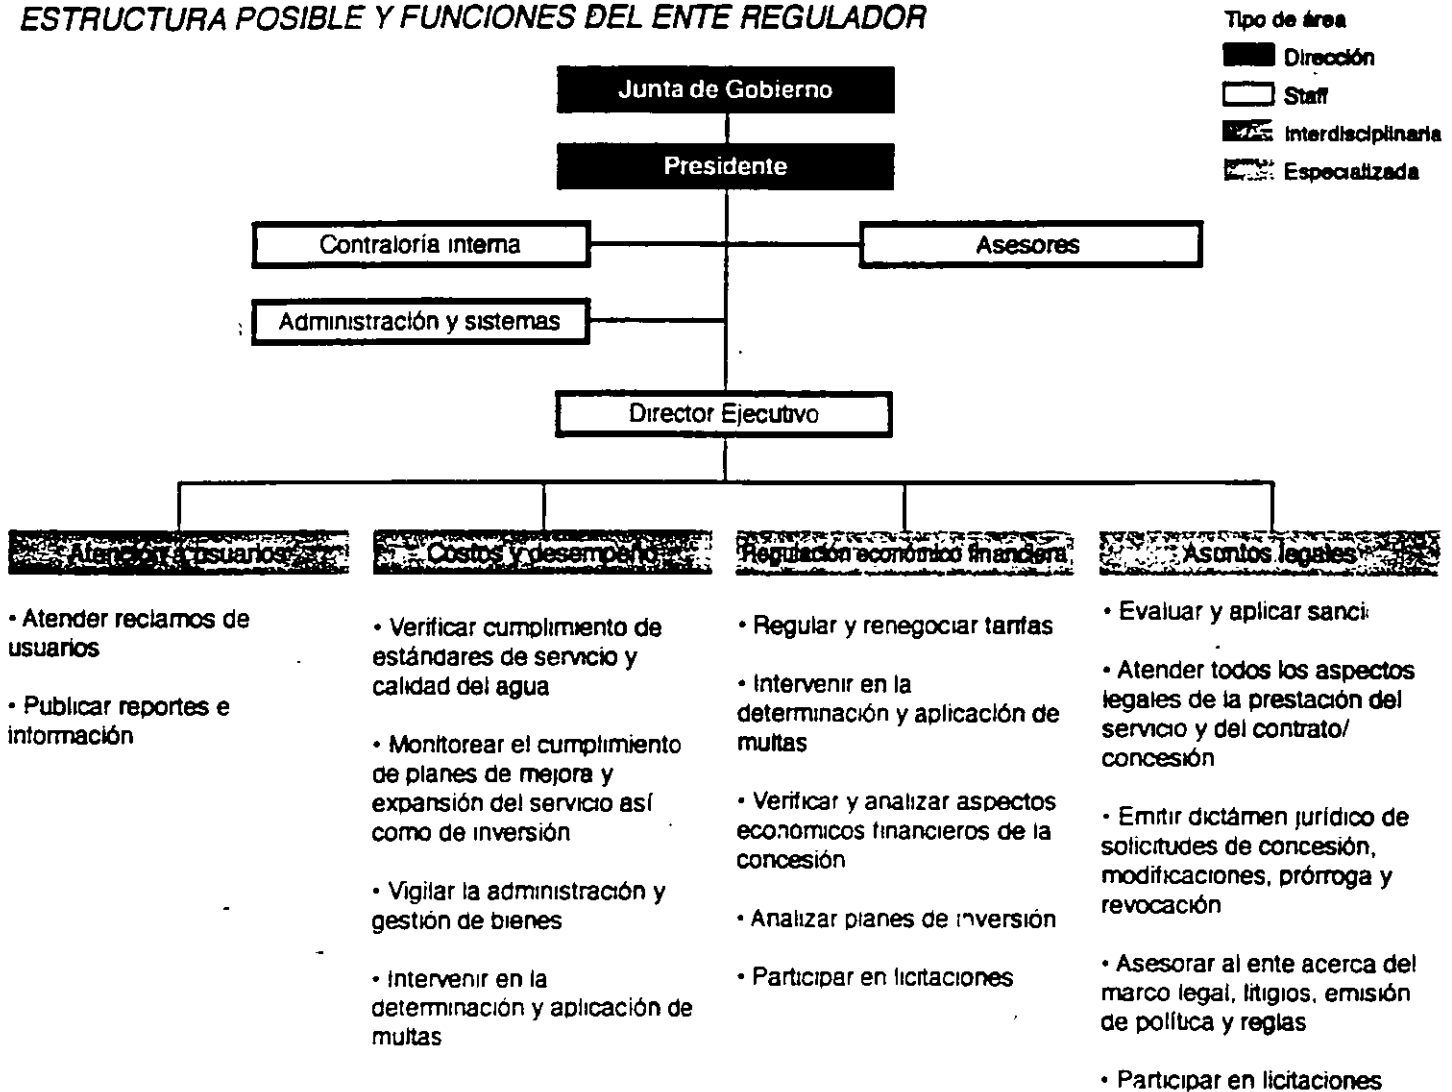 ESTRUCTURA POSIBLE Y FUNCIONES DEL ENTE REGULADOR
Tipo de área
Dirección
Staff
Interdisciplinaria
Especializada
Junta de Gobierno
Presidente
Contraloría interna
Asesores
Administración y sistemas
Director Ejecutivo
Atención a usuarios
Costos y desempeño
Regulación económico financiera
Asuntos legales
• Atender reclamos de
usuarios
• Publicar reportes e
información
• Verificar cumplimiento de
estándares de servicio y
calidad del agua
• Monitorear el cumplimiento
de planes de mejora y
expansión del servicio así
como de inversión
• Vigilar la administración y
gestión de bienes
• Intervenir en la
determinación y aplicación de
multas
• Regular y renegociar tarifas
• Intervenir en la
determinación y aplicación de
multas
• Verificar y analizar aspectos
económicos financieros de la
concesión
• Analizar planes de inversión
• Participar en licitaciones
• Evaluar y aplicar sanci
• Atender todos los aspectos
legales de la prestación del
servicio y del contrato/
concesión
• Emitir dictámen jurídico de
solicitudes de concesión,
modificaciones, prórroga y
revocación
• Asesorar al ente acerca del
marco legal, litigios, emisión
de política y reglas
• Participar en licitaciones